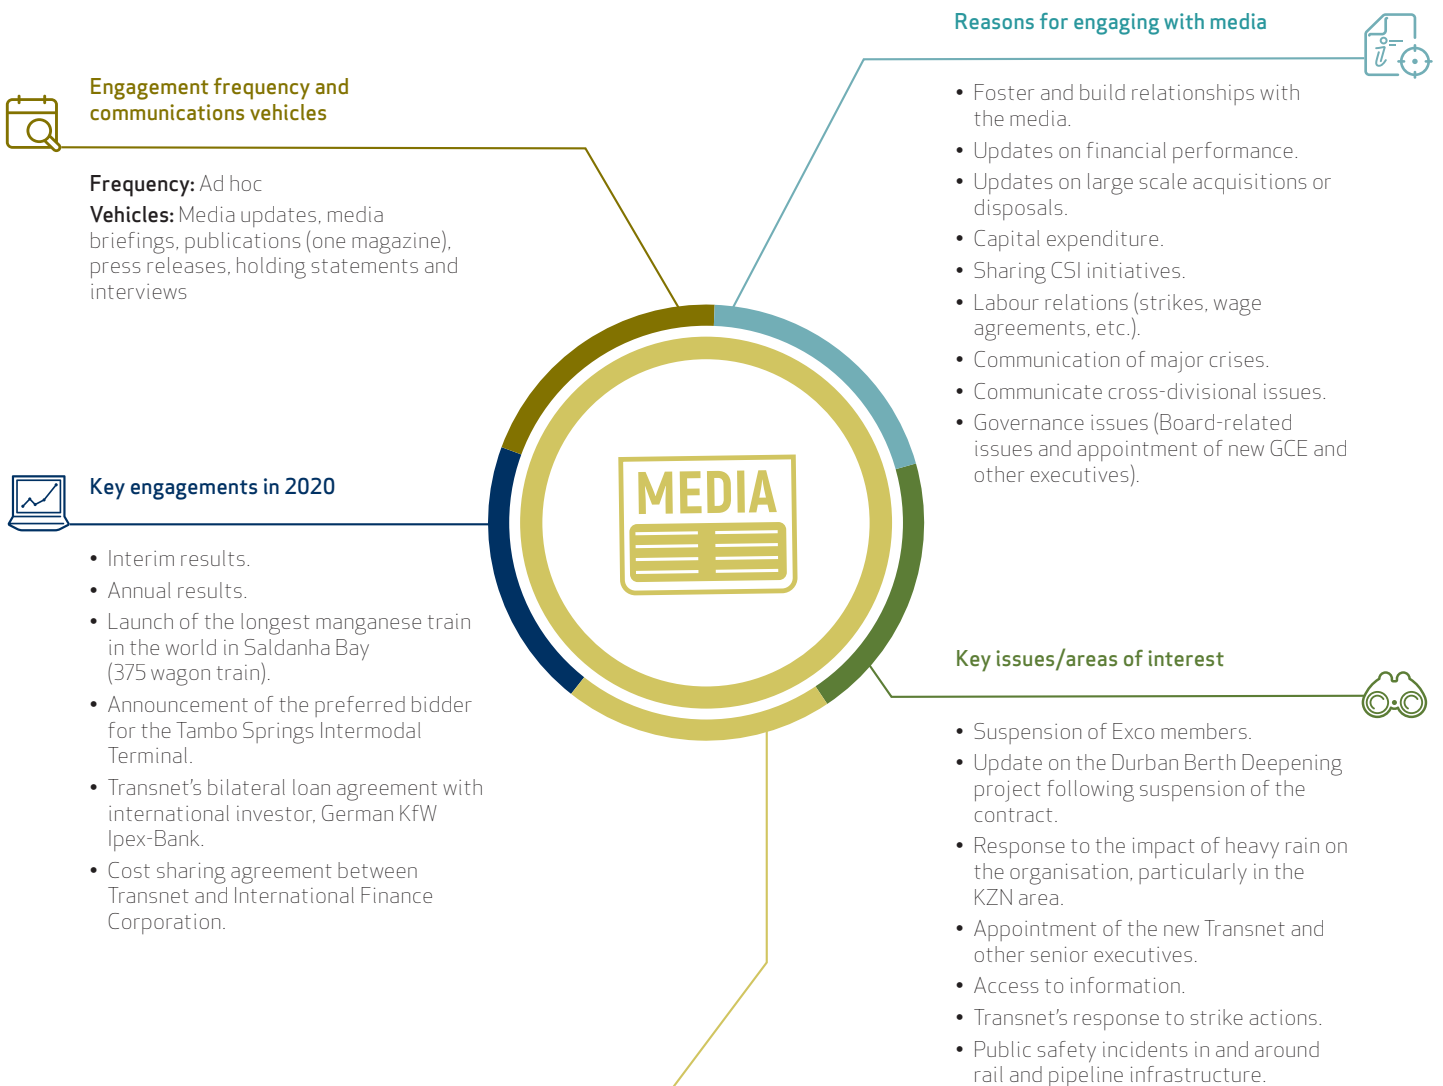 Engagement frequency and
communications vehicles
Frequency: Ad hoc
Vehicles: Media updates, media
briefings, publications (one magazine),
press releases, holding statements and
interviews
Key engagements in 2020
• Interim results.
• Annual results.
• Launch of the longest manganese train
in the world in Saldanha Bay
(375 wagon train).
• Announcement of the preferred bidder
for the Tambo Springs Intermodal
Terminal.
• Transnet's bilateral loan agreement with
international investor, German KfW
Ipex-Bank.
• Cost sharing agreement between
Transnet and International Finance
Corporation.
MEDIA
Reasons for engaging with media
i
• Foster and build relationships with
the media.
• Updates on financial performance.
• Updates on large scale acquisitions or
disposals.
• Capital expenditure.
• Sharing CSI initiatives.
• Labour relations (strikes, wage
agreements, etc.).
• Communication of major crises.
• Communicate cross-divisional issues.
• Governance issues (Board-related
issues and appointment of new GCE and
other executives).
Key issues/areas of interest
• Suspension of Exco members.
• Update on the Durban Berth Deepening
project following suspension of the
contract.
• Response to the impact of heavy rain on
the organisation, particularly in the
KZN area.
• Appointment of the new Transnet and
other senior executives.
• Access to information.
• Transnet's response to strike actions.
• Public safety incidents in and around
rail and pipeline infrastructure.